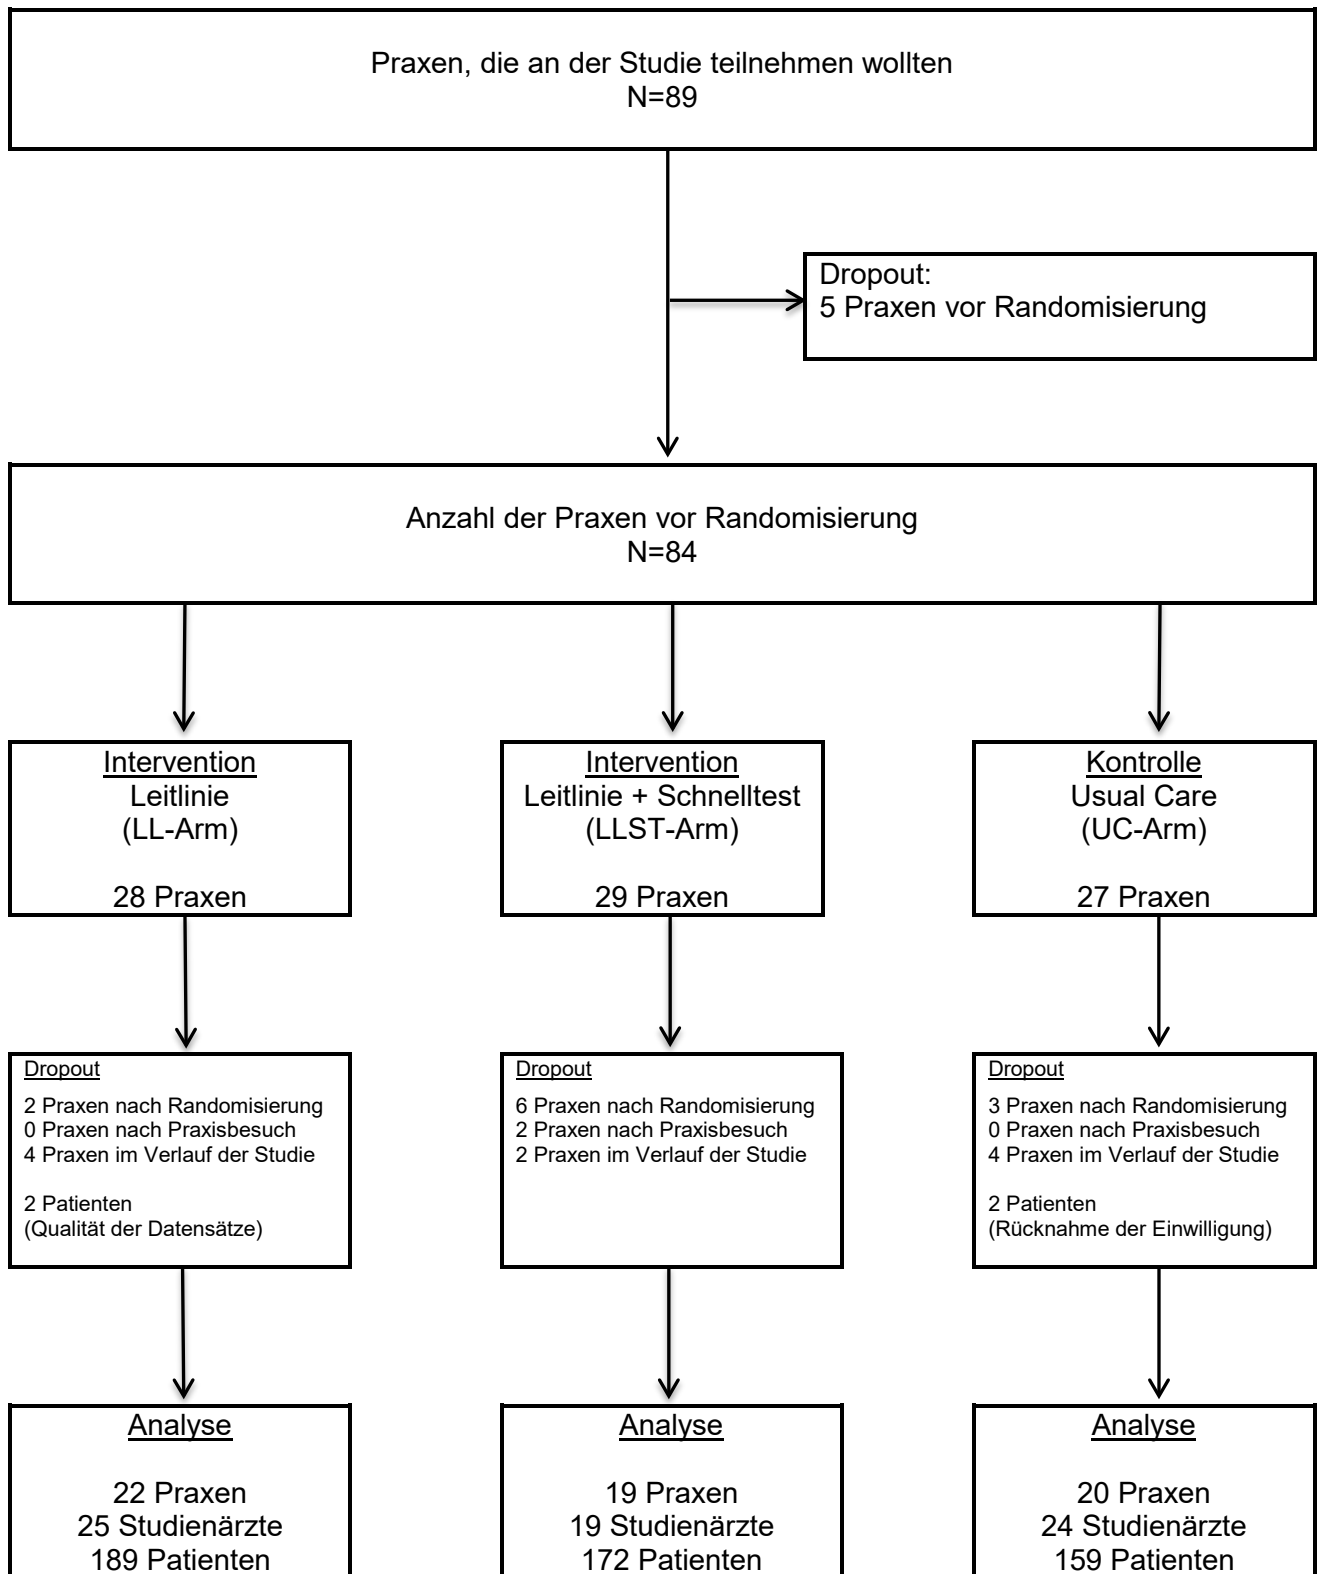 Praxen, die an der Studie teilnehmen wollten
N=89
Dropout:
5 Praxen vor Randomisierung
Anzahl der Praxen vor Randomisierung
N=84
Intervention
Leitlinie
(LL-Arm)
28 Praxen
Intervention
Leitlinie + Schnelltest
(LLST-Arm)
29 Praxen
Kontrolle
Usual Care
(UC-Arm)
27 Praxen
Dropout
2 Praxen nach Randomisierung
0 Praxen nach Praxisbesuch
4 Praxen im Verlauf der Studie
2 Patienten
(Qualität der Datensätze)
Dropout
6 Praxen nach Randomisierung
2 Praxen nach Praxisbesuch
2 Praxen im Verlauf der Studie
Dropout
3 Praxen nach Randomisierung
0 Praxen nach Praxisbesuch
4 Praxen im Verlauf der Studie
2 Patienten
(Rücknahme der Einwilligung)
Analyse
22 Praxen
25 Studienärzte
189 Patienten
Analyse
19 Praxen
19 Studienärzte
172 Patienten
Analyse
20 Praxen
24 Studienärzte
159 Patienten